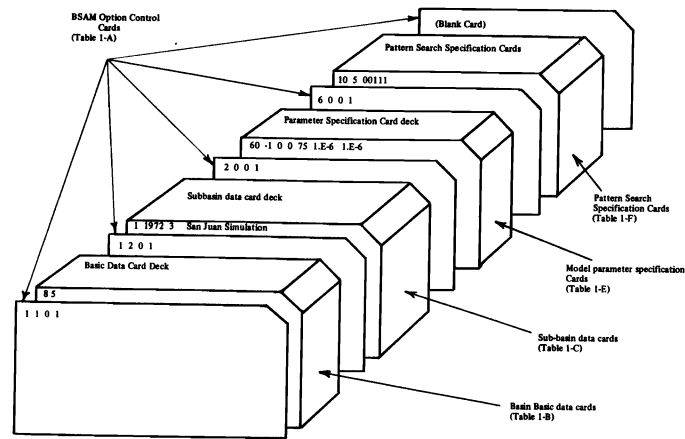 BSAM Option Control
Cards
(Table 1-A)
(Blank Card)
Pattern Search Specification Cards
10 5 00111
6 0 0 1
Parameter Specification Card deck
60 -1 0 0 75 1.E-6 1.E-6
2 0 0 1
Subbasin data card deck
1 1972 3 San Juan Simulation
1 2 0 1
Basic Data Card Deck
8 5
1 1 0 1
Pattern Search
Specification Cards
(Table 1-F)
Model parameter specification
Cards
(Table 1-E)
Sub-basin data cards
(Table 1-C)
Basin Basic data cards
(Table 1-B)